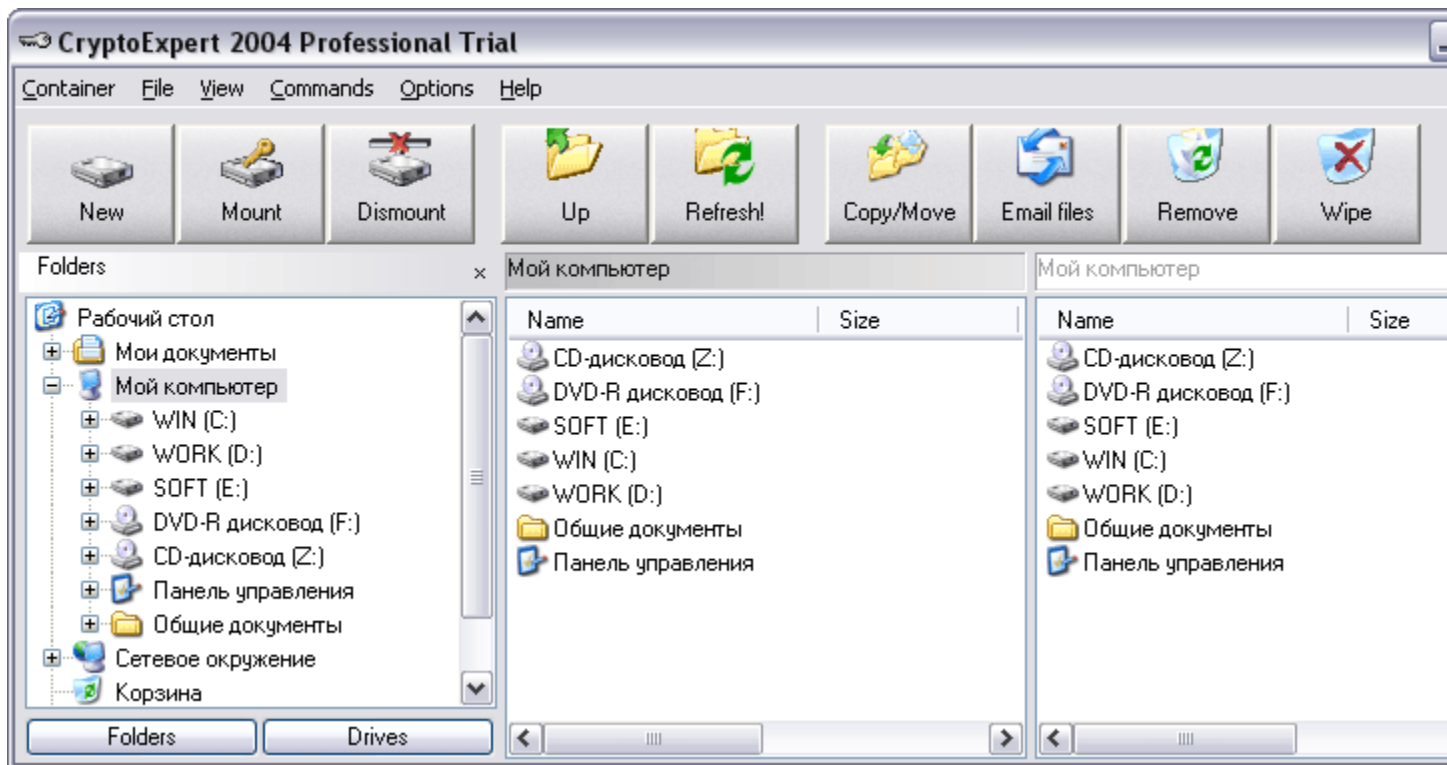 CryptoExpert 2004 Professional Trial
Container File View Commands Options Help
New Mount Dismount Up Refresh! Copy/Move Email files Remove Wipe
Folders
Рабочий стол
Мои документы
Мой компьютер
WIN (C:)
WORK (D:)
SOFT (E:)
DVD-R дисковод (F:)
CD-дисковод (Z:)
Панель управления
Общие документы
Сетевое окружение
Корзина
Folders Drives
Мой компьютер
Name Size
CD-дисковод (Z:)
DVD-R дисковод (F:)
SOFT (E:)
WIN (C:)
WORK (D:)
Общие документы
Панель управления
Мой компьютер
Name Size
CD-дисковод (Z:)
DVD-R дисковод (F:)
SOFT (E:)
WIN (C:)
WORK (D:)
Общие документы
Панель управления